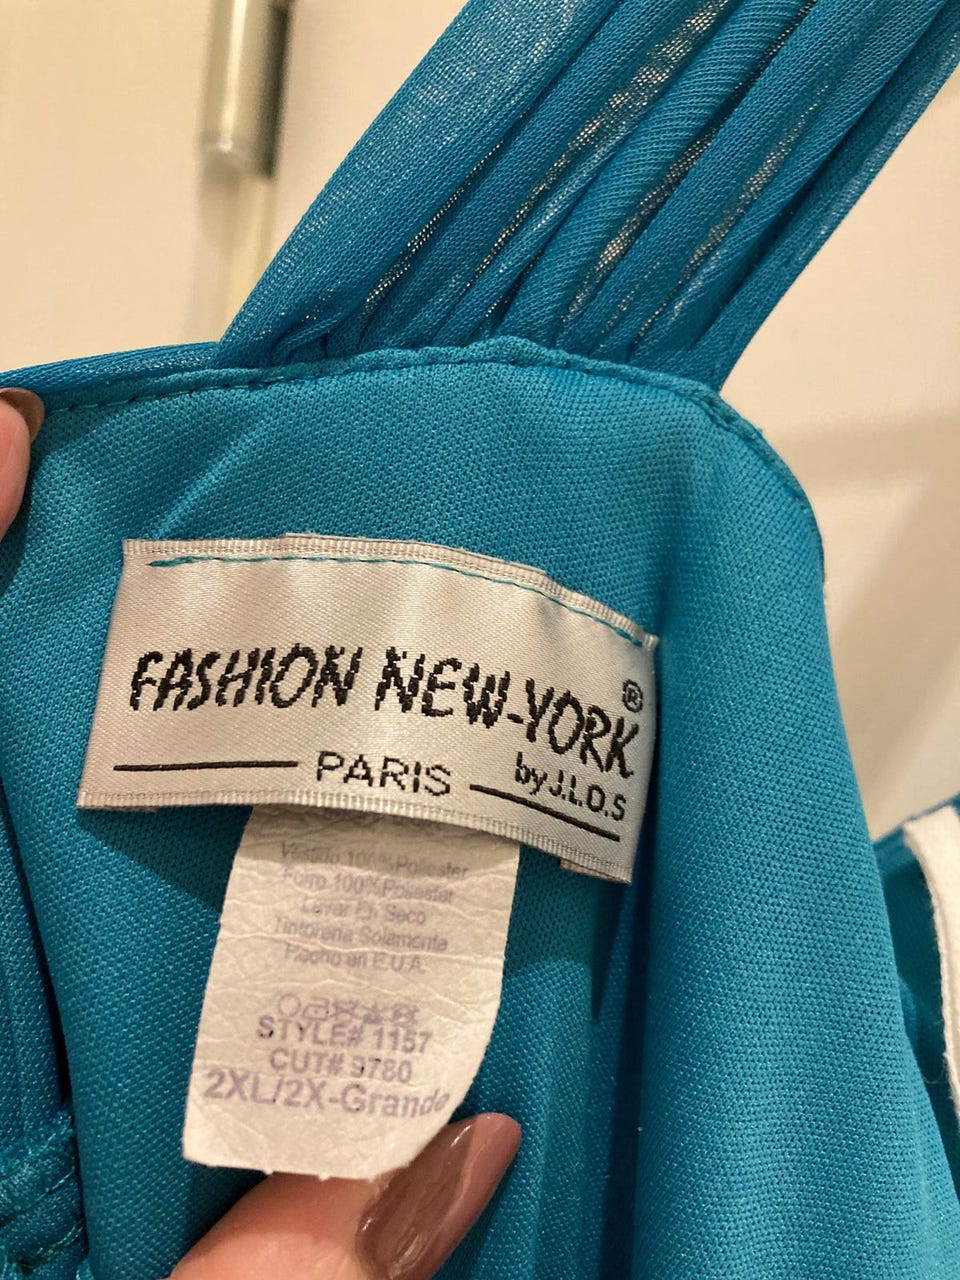 FASHION NEW-YORK®
PARIS
by J.L.D.S
Vestido 100% Poliester
Forro 100% Poliester
Lavar En Seco
Tintoreria Solamente
Hecho en E.U.A.
STYLE# 1157
CUT# 9780
2XL/2X-Grande